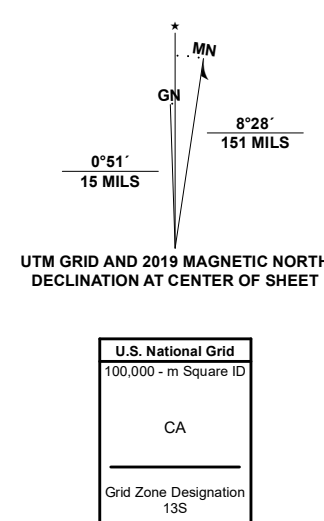 ★
MN
GN
8°28´
151 MILS
0°51´
15 MILS
UTM GRID AND 2019 MAGNETIC NORTH
DECLINATION AT CENTER OF SHEET
U.S. National Grid
100,000 - m Square ID
CA
Grid Zone Designation
13S